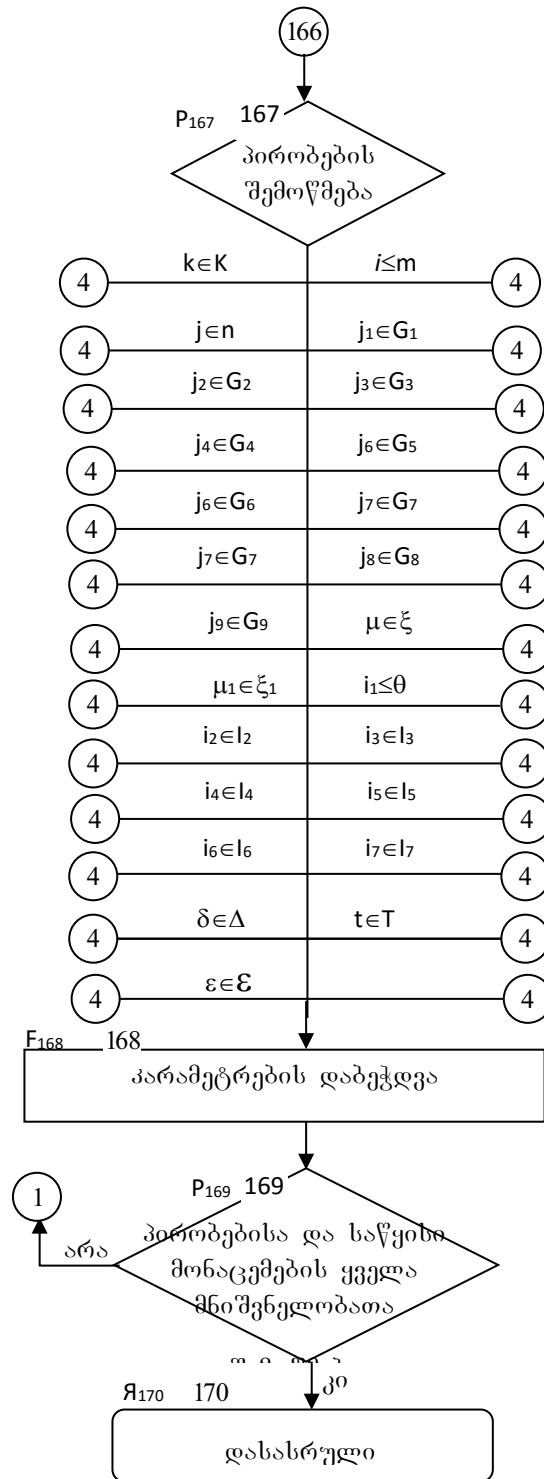 166
P₁₆₇ 167
პირობების
შემოწმება
k∈K i≤m
4 4
j∈n j₁∈G₁
4 4
j₂∈G₂ j₃∈G₃
4 4
j₄∈G₄ j₆∈G₅
4 4
j₆∈G₆ j₇∈G₇
4 4
j₇∈G₇ j₈∈G₈
4 4
j₉∈G₉ μ∈ξ
4 4
μ₁∈ξ₁ i₁≤θ
4 4
i₂∈I₂ i₃∈I₃
4 4
i₄∈I₄ i₅∈I₅
4 4
i₆∈I₆ i₇∈I₇
4 4
δ∈Δ t∈T
4 4
ε∈Ɛ
4 4
F₁₆₈ 168
პარამეტრების დაბეჭდვა
1 P₁₆₉ 169
არა პირობებისა და საწყისი
მონაცემების ყველა
მნიშვნელობათა
კი
Я₁₇₀ 170
დასასრული